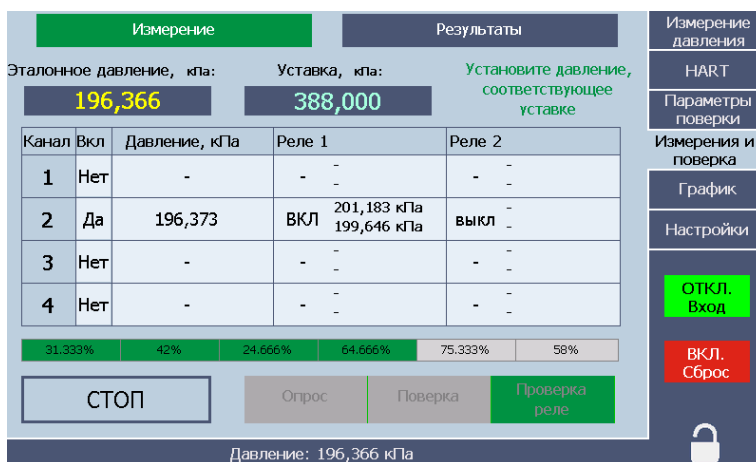 Измерение
Результаты
Измерение
давления
HART
Параметры
поверки
Измерения и
поверка
График
Настройки
ОТКЛ.
Вход
ВКЛ.
Сброс
Эталонное давление, кПа:
196,366
Уставка, кПа:
388,000
Установите давление,
соответствующее
уставке
Канал Вкл Давление, кПа Реле 1 Реле 2
1 Нет - - - -
- -
2 Да 196,373 ВКЛ 201,183 кПа выкл -
199,646 кПа -
3 Нет - - - - -
- -
4 Нет - - - - -
- -
31.333% 42% 24.666% 64.666% 75.333% 58%
СТОП
Опрос
Поверка
Проверка
реле
Давление: 196,366 кПа